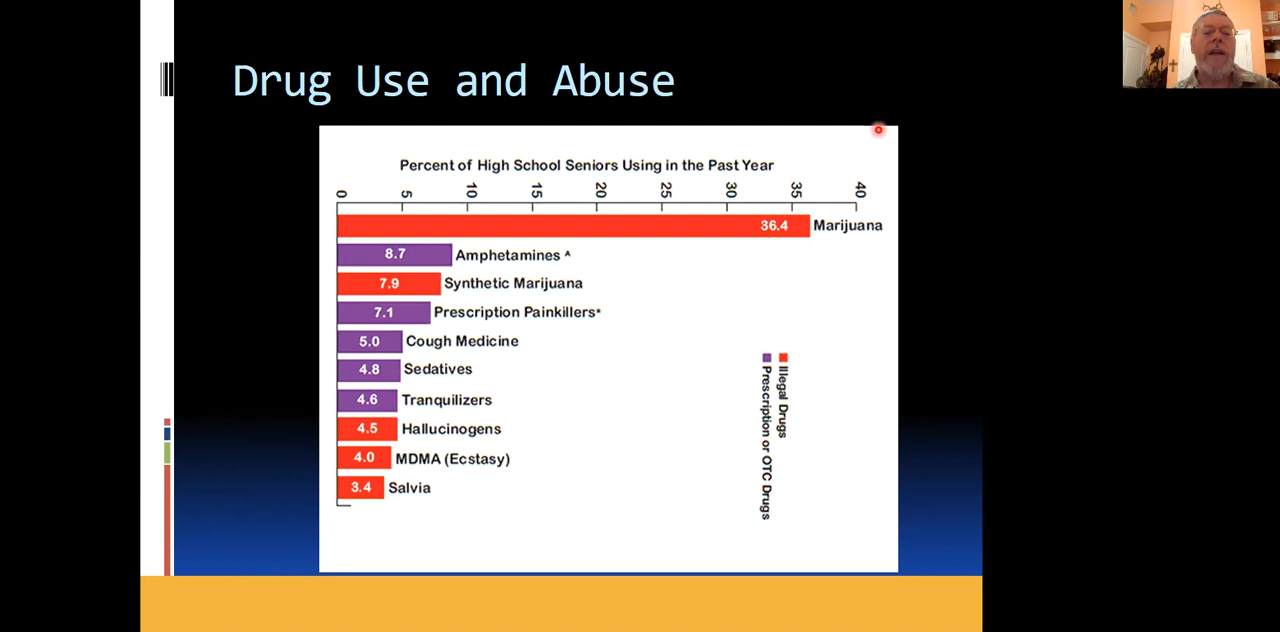 Drug Use and Abuse
Percent of High School Seniors Using in the Past Year
0 5 10 15 20 25 30 35 40
36.4 Marijuana
8.7 Amphetamines ^
7.9 Synthetic Marijuana
7.1 Prescription Painkillers*
5.0 Cough Medicine
4.8 Sedatives
4.6 Tranquilizers
4.5 Hallucinogens
4.0 MDMA (Ecstasy)
3.4 Salvia
Illegal Drugs
Prescription or OTC Drugs